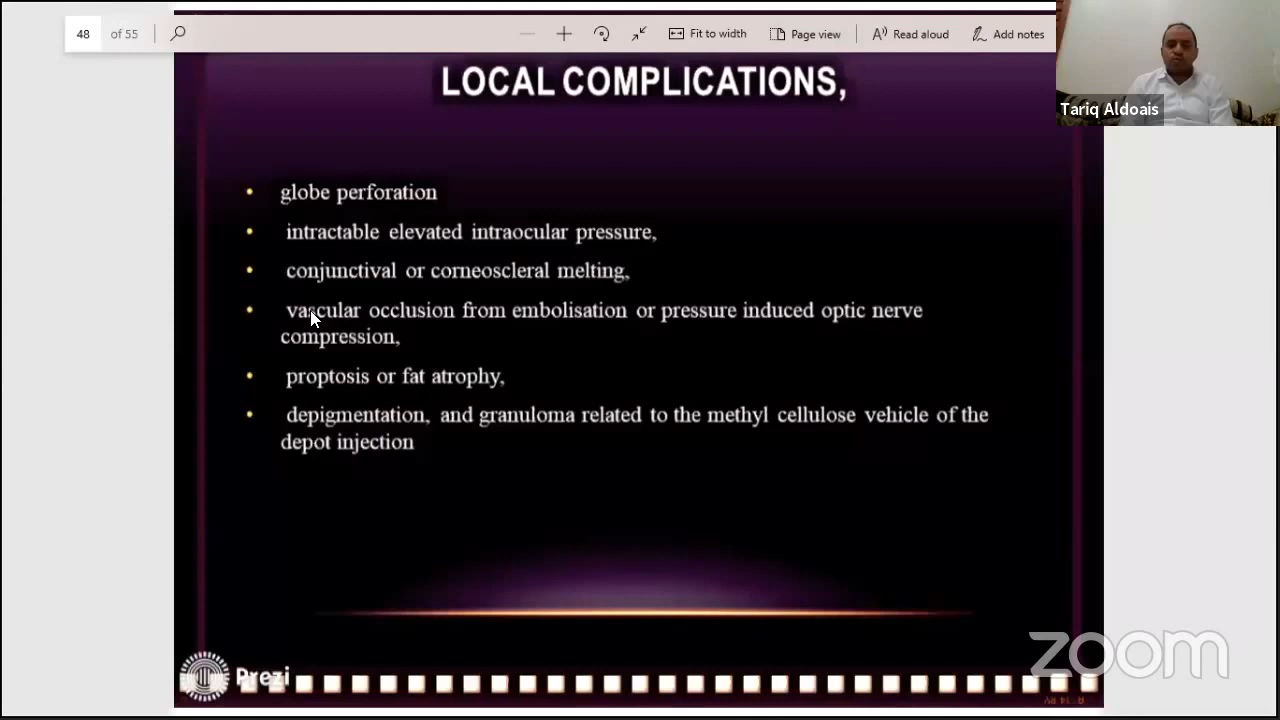 48 of 55
Fit to width
Page view
Read aloud
Add notes
Tariq Aldoais
LOCAL COMPLICATIONS,
• globe perforation
• intractable elevated intraocular pressure,
• conjunctival or corneoscleral melting,
• vascular occlusion from embolisation or pressure induced optic nerve
compression,
• proptosis or fat atrophy,
• depigmentation, and granuloma related to the methyl cellulose vehicle of the
depot injection
zoom
Prezi